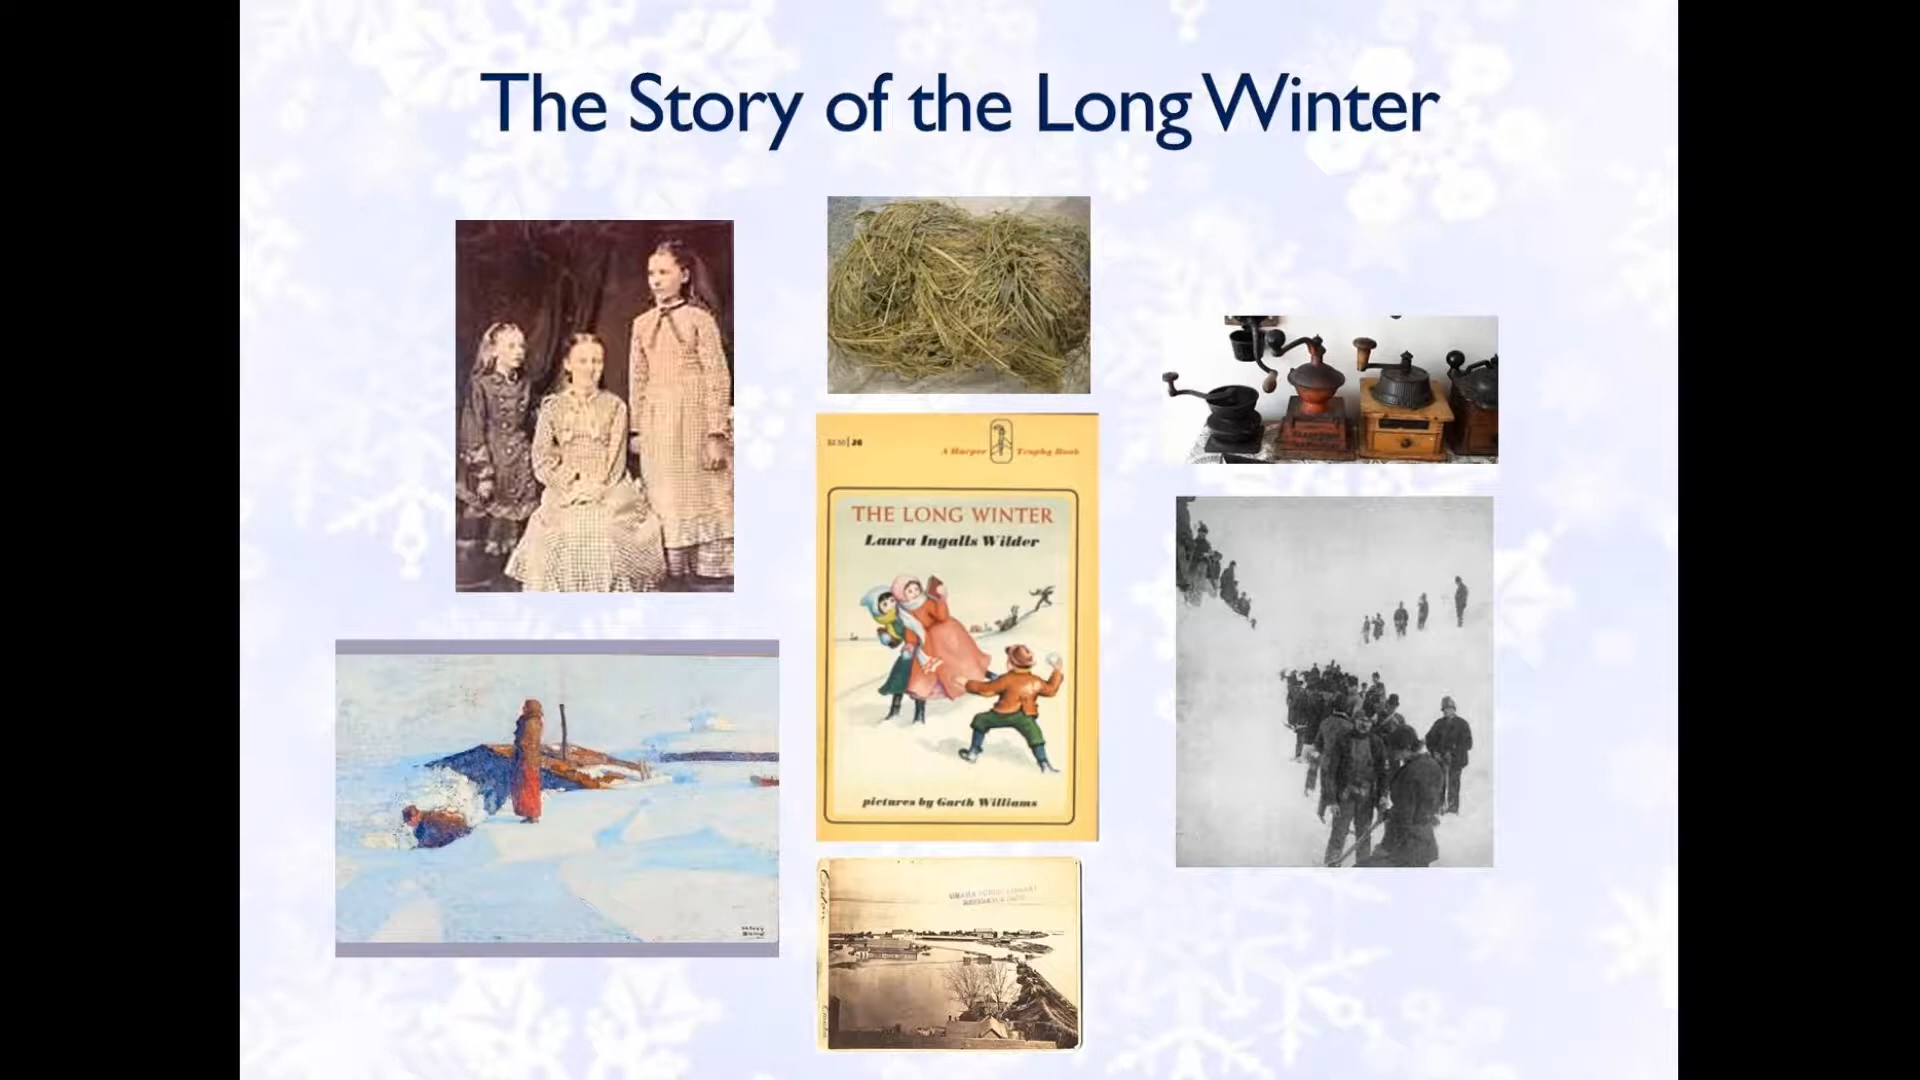 The Story of the Long Winter
A Harper Trophy Book
THE LONG WINTER
Laura Ingalls Wilder
pictures by Garth Williams